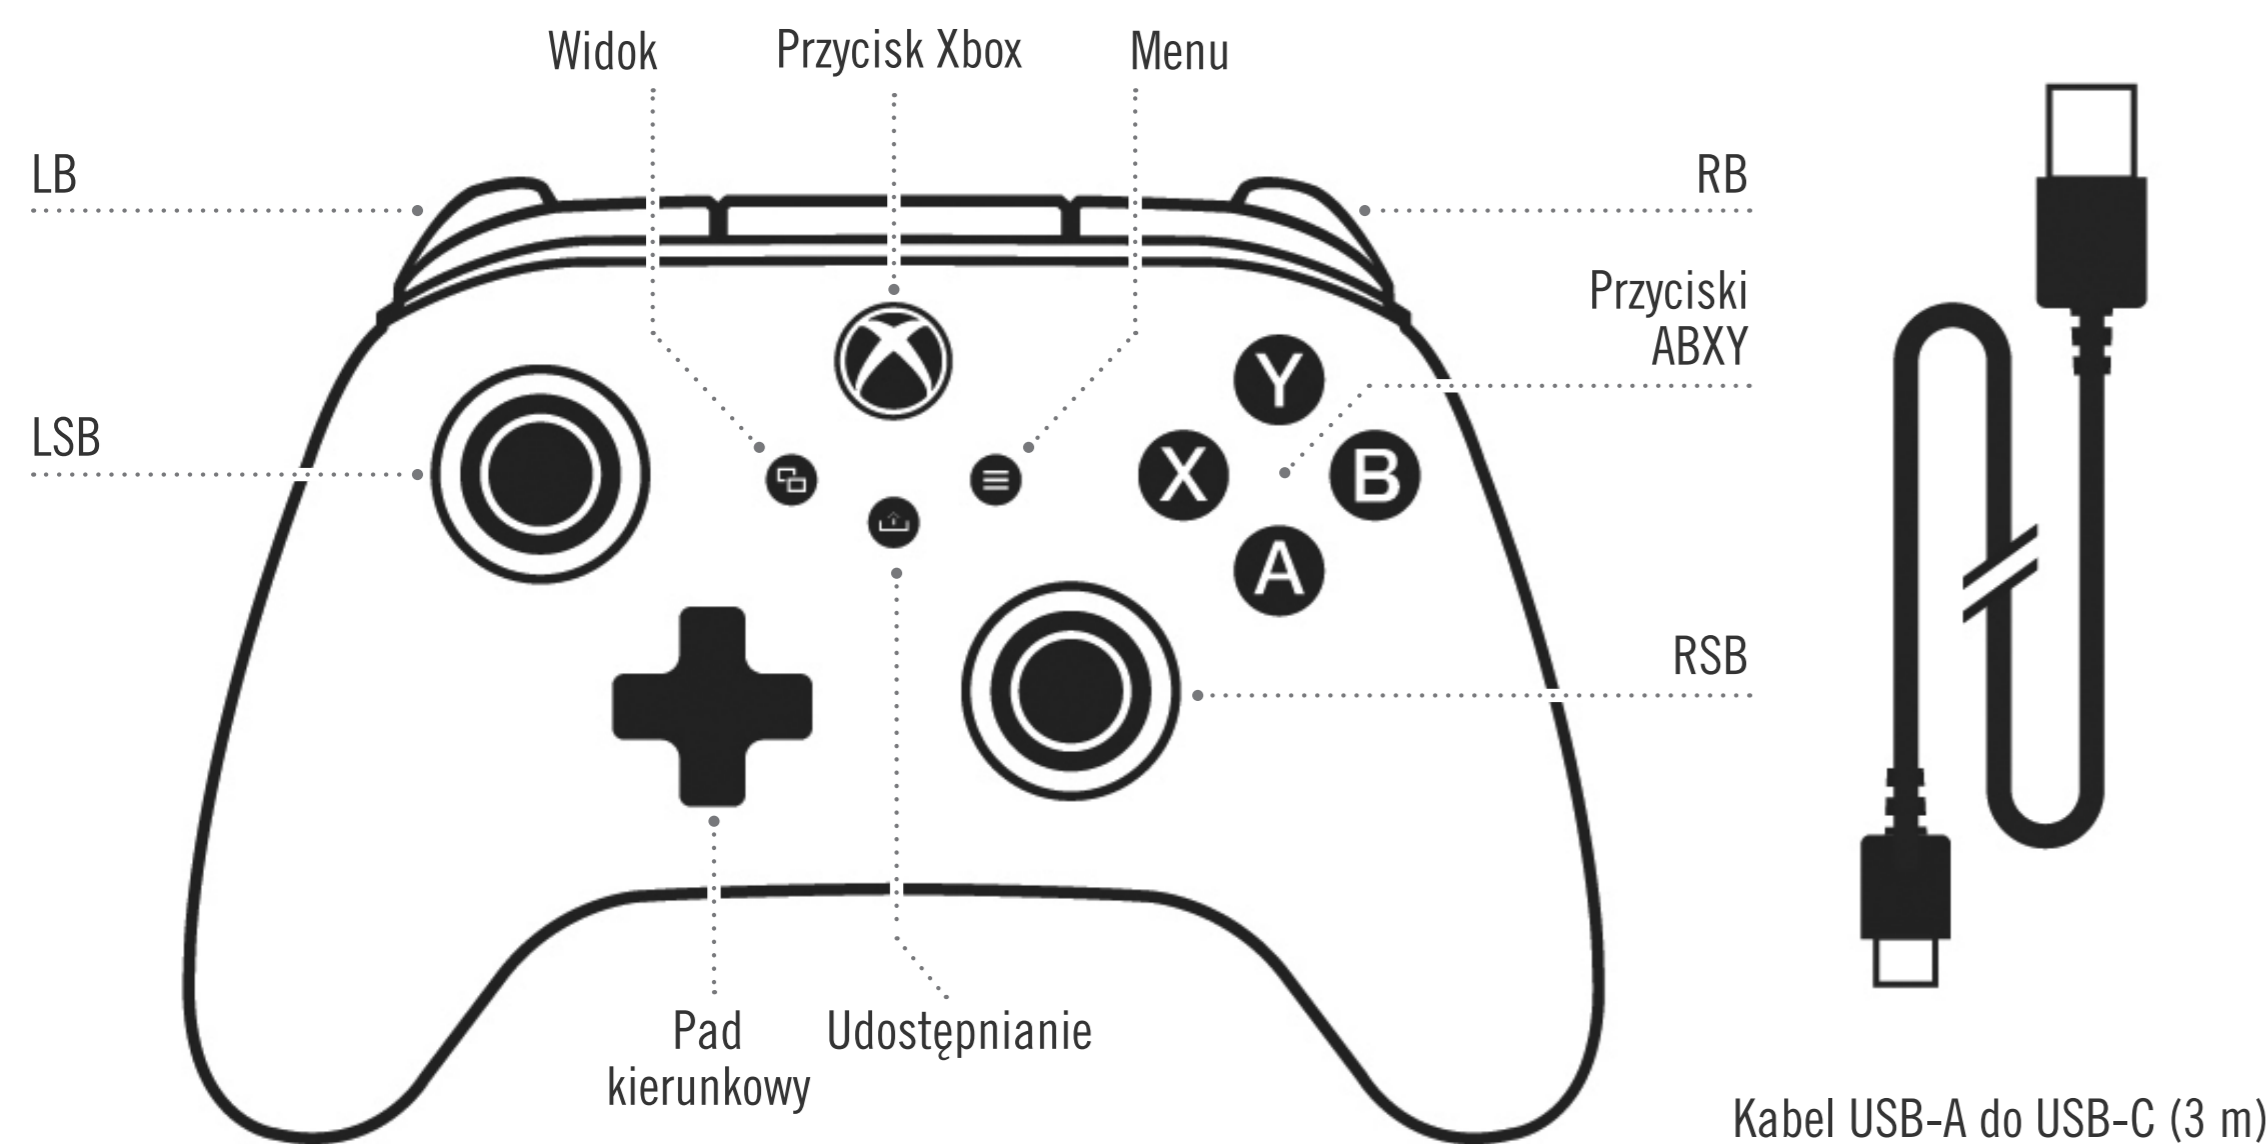 Widok
Przycisk Xbox
Menu
LB
RB
Przyciski
ABXY
Y
LSB
X
B
A
RSB
Pad
kierunkowy
Udostępnianie
Kabel USB-A do USB-C (3 m)